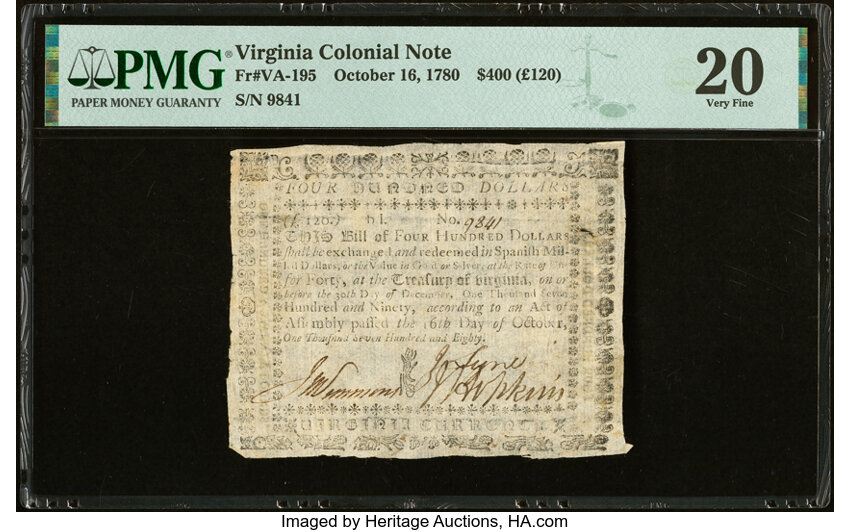 PMG®
PAPER MONEY GUARANTY
Virginia Colonial Note
Fr#VA-195 October 16, 1780 $400 (£120)
S/N 9841
20
Very Fine
FOUR HUNDRED DOLLARS
(£.120.) No. 9841
THIS Bill of FOUR HUNDRED DOLLARS
shall be exchanged and redeemed in Spanish Mil-
led Dollars, or the Value in Gold or Silver, at the Rate of
for Forty, at the Treasury of Virginia, on or
before the 30th Day of December, One Thousand Seven
Hundred and Ninety, according to an Act of
Assembly passed the 16th Day of October,
One Thousand Seven Hundred and Eighty.
Hopkins
VIRGINIA CURRENCY
Imaged by Heritage Auctions, HA.com